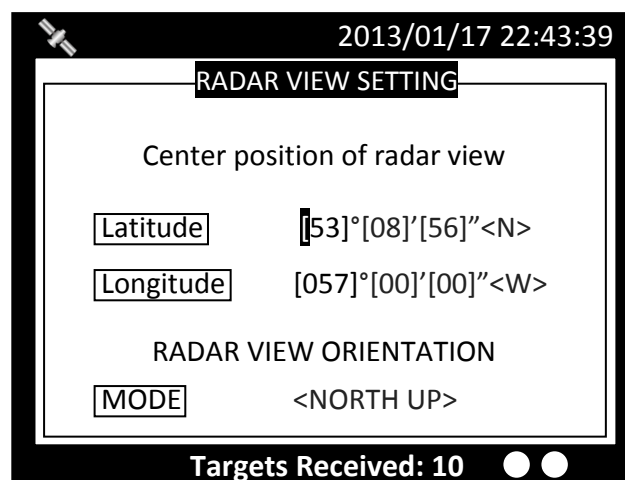 2013/01/17 22:43:39
RADAR VIEW SETTING
Center position of radar view
Latitude [53]°[08]’[56]”<N>
Longitude [057]°[00]’[00]”<W>
RADAR VIEW ORIENTATION
MODE <NORTH UP>
Targets Received: 10